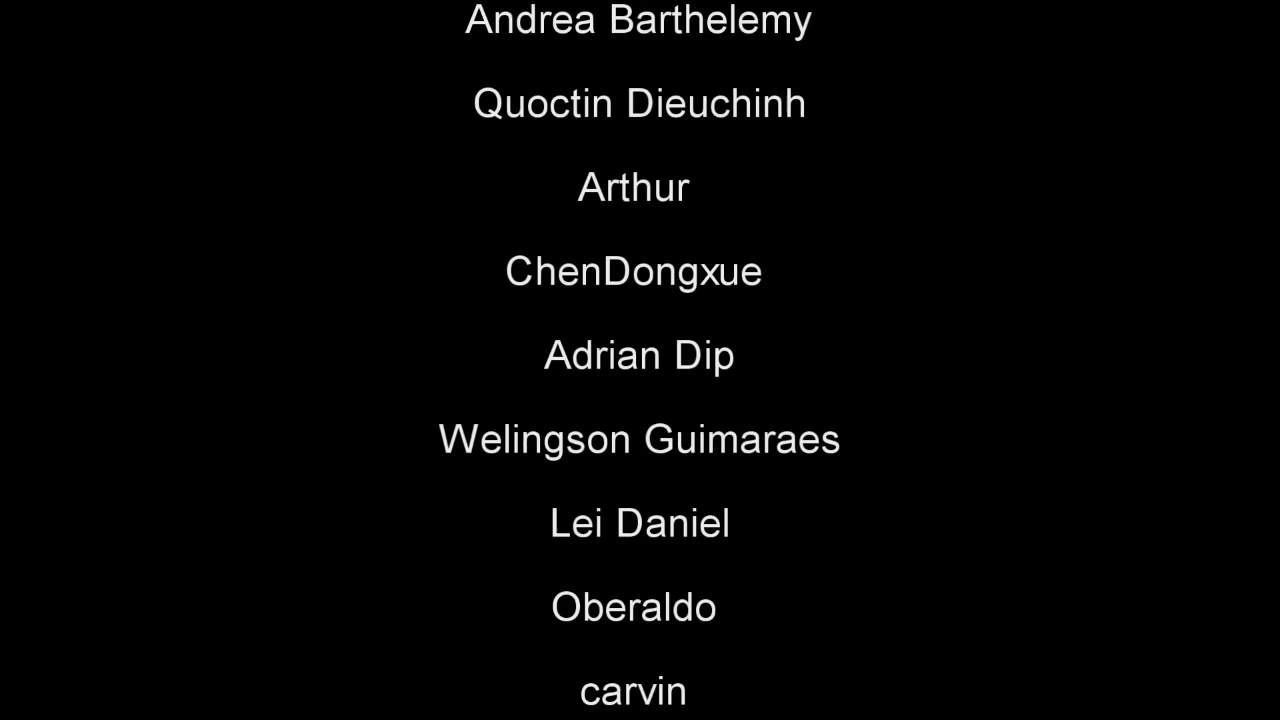 Andrea Barthelemy
Quoctin Dieuchinh
Arthur
ChenDongxue
Adrian Dip
Welingson Guimaraes
Lei Daniel
Oberaldo
carvin